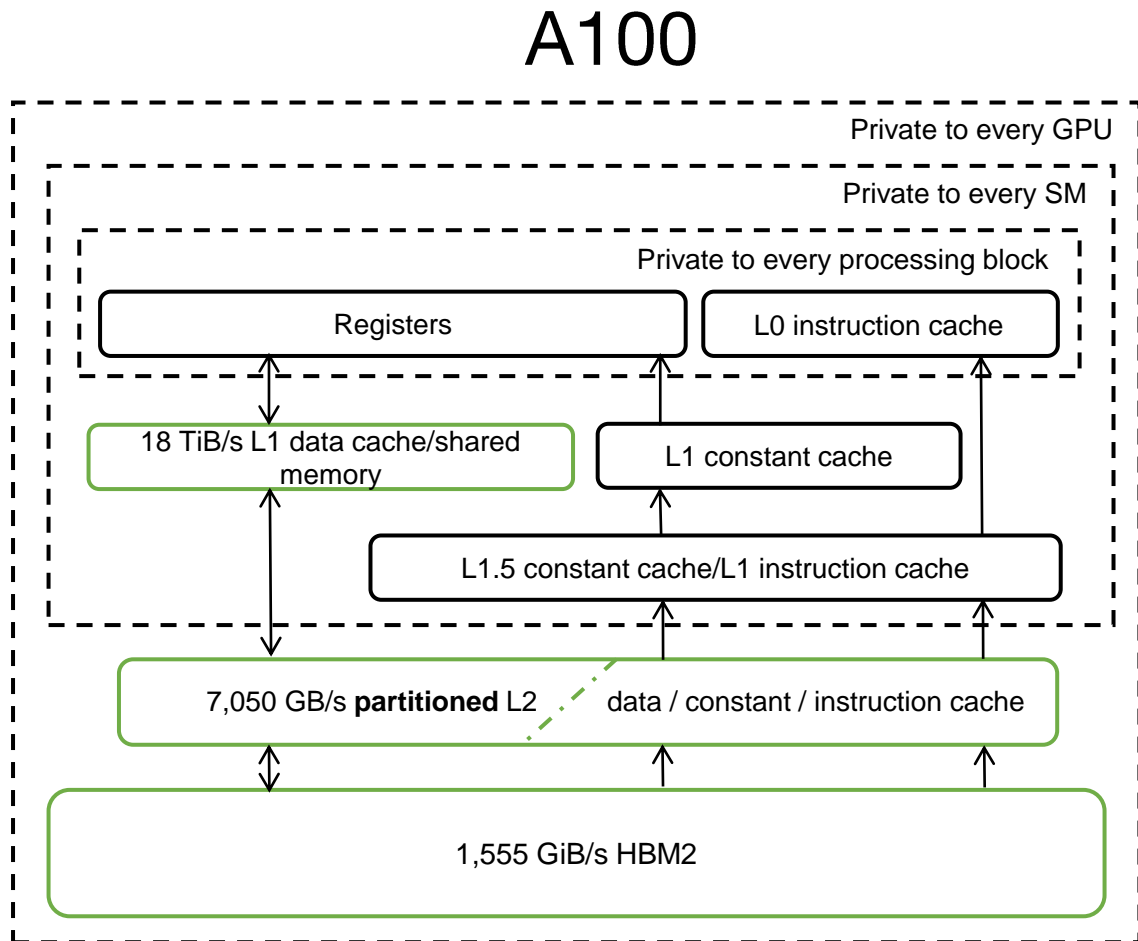 A100
Private to every GPU
Private to every SM
Private to every processing block
Registers
L0 instruction cache
18 TiB/s L1 data cache/shared
memory
L1 constant cache
L1.5 constant cache/L1 instruction cache
7,050 GB/s partitioned L2
data / constant / instruction cache
1,555 GiB/s HBM2